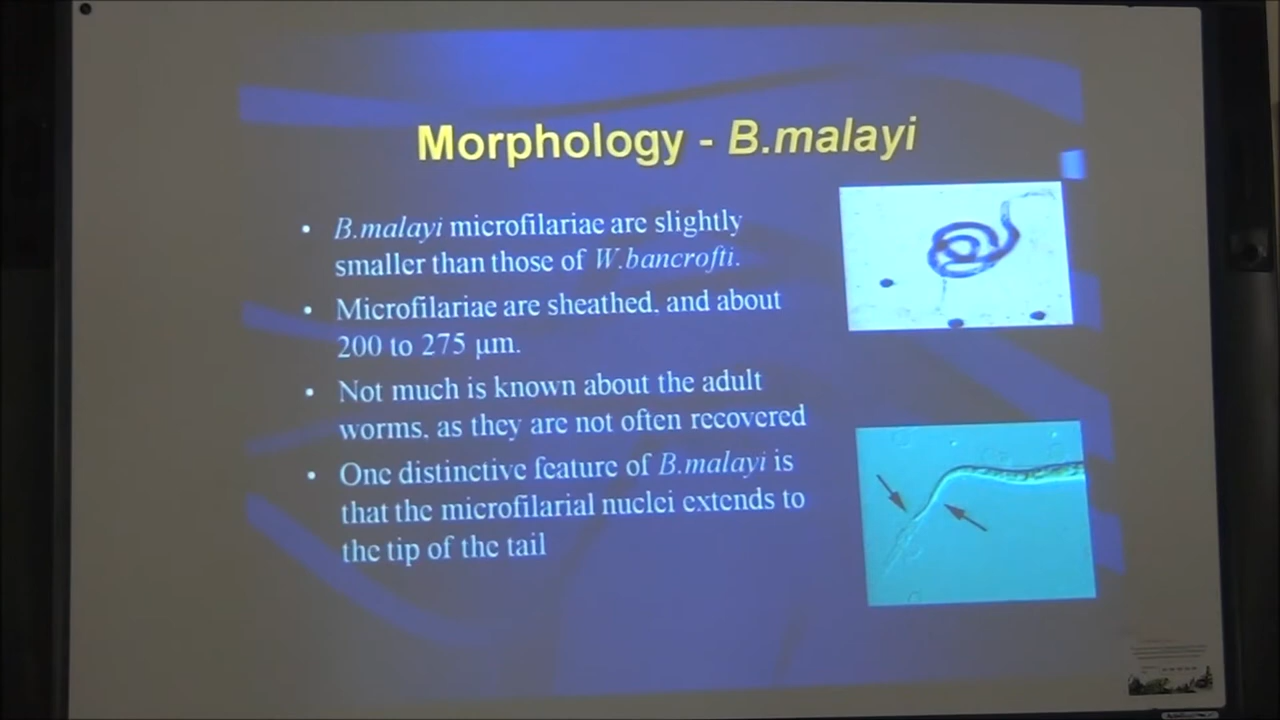 Morphology - B.malayi
• B.malayi microfilariae are slightly
smaller than those of W.bancrofti.
• Microfilariae are sheathed, and about
200 to 275 μm.
• Not much is known about the adult
worms, as they are not often recovered
• One distinctive feature of B.malayi is
that the microfilarial nuclei extends to
the tip of the tail